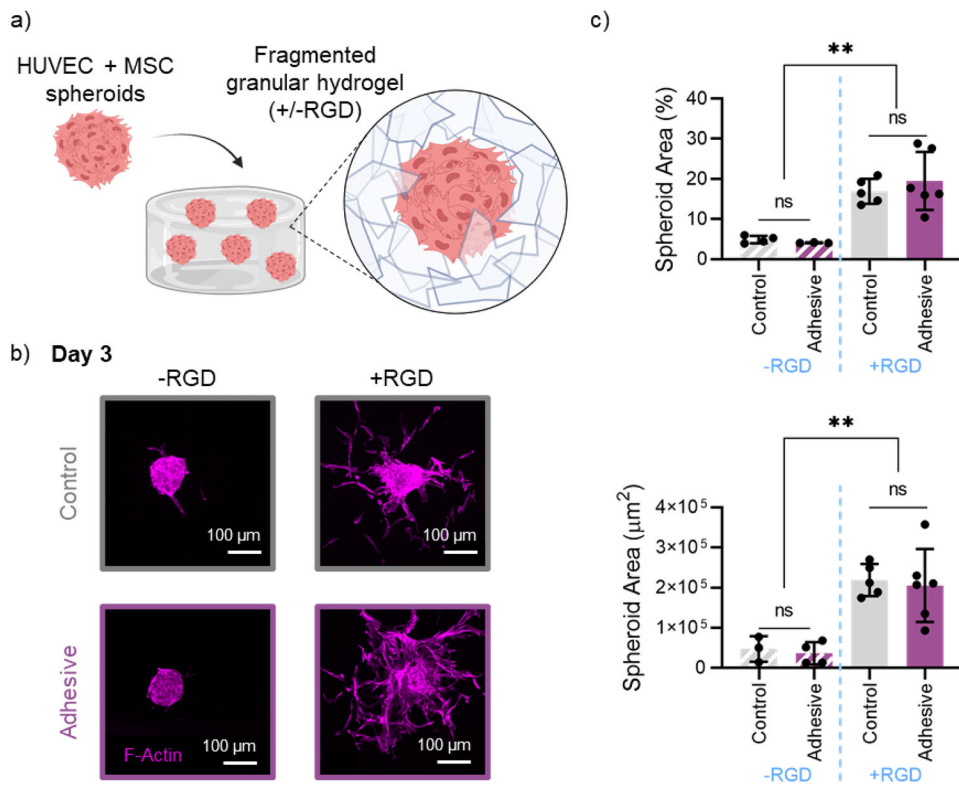 a)
HUVEC + MSC
spheroids
Fragmented
granular hydrogel
(+/-RGD)
b) Day 3
-RGD +RGD
Control
100 µm
100 µm
Adhesive
F-Actin
100 µm
100 µm
c)
**
Spheroid Area (%)
40
30
20
10
0
ns
ns
Control
Adhesive
Control
Adhesive
-RGD +RGD
**
Spheroid Area (µm²)
4×10⁵
3×10⁵
2×10⁵
1×10⁵
0
ns
ns
Control
Adhesive
Control
Adhesive
-RGD +RGD